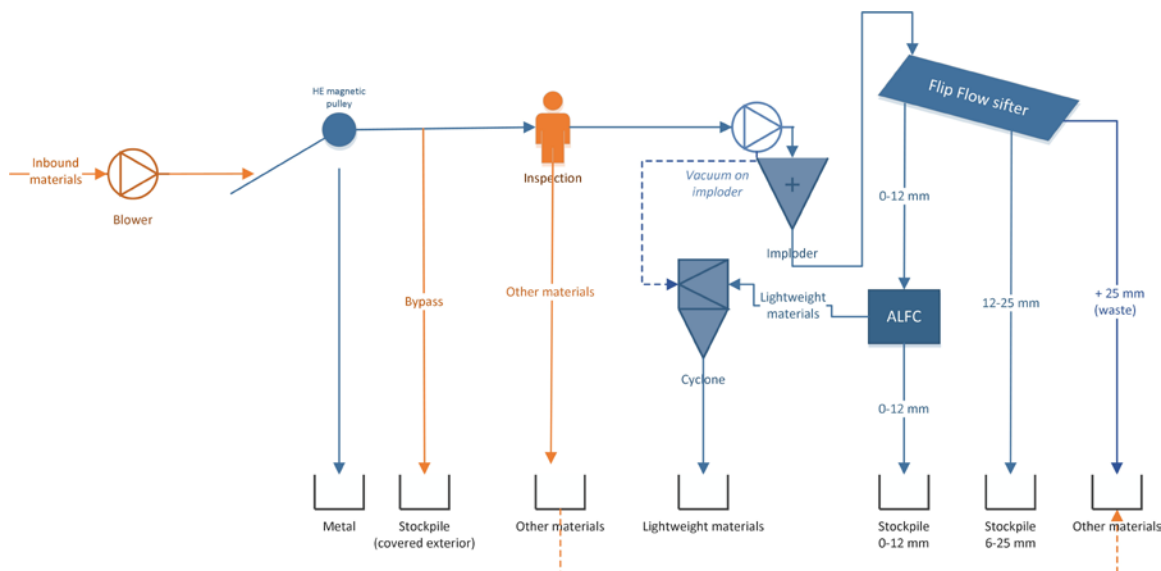 HE magnetic
pulley
Flip Flow sifter
Inbound
materials
Blower
Inspection
Vacuum on
imploder
+
Imploder
0-12 mm
Bypass
Other materials
Lightweight
materials
ALFC
12-25 mm
+ 25 mm
(waste)
Cyclone
0-12 mm
Metal
Stockpile
(covered exterior)
Other materials
Lightweight materials
Stockpile
0-12 mm
Stockpile
6-25 mm
Other materials